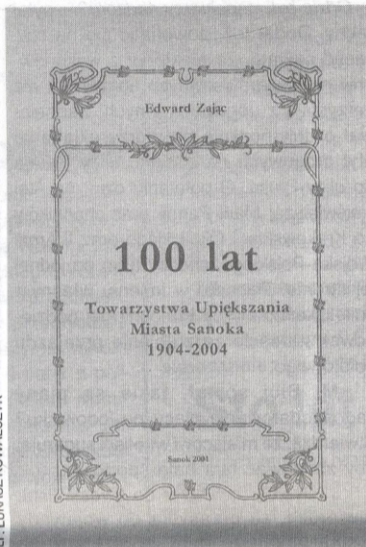 Edward Zając
100 lat
Towarzystwa Upiększania
Miasta Sanoka
1904-2004
Sanok 2004